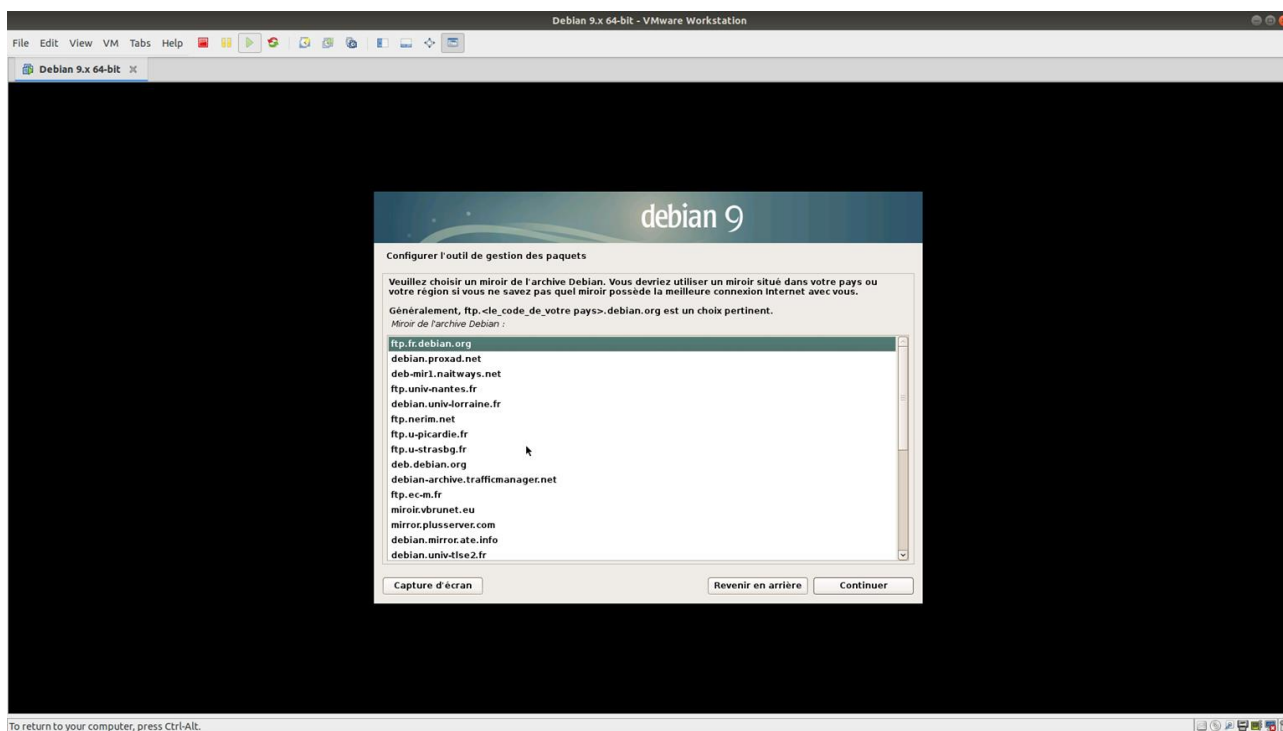 Debian 9.x 64-bit - VMware Workstation
File Edit View VM Tabs Help
Debian 9.x 64-bit
debian 9
Configurer l'outil de gestion des paquets
Veuillez choisir un miroir de l'archive Debian. Vous devriez utiliser un miroir situé dans votre pays ou
votre région si vous ne savez pas quel miroir possède la meilleure connexion Internet avec vous.
Généralement, ftp.<le_code_de_votre pays>.debian.org est un choix pertinent.
Miroir de l'archive Debian :
ftp.fr.debian.org
debian.proxad.net
deb-mir1.naitways.net
ftp.univ-nantes.fr
debian.univ-lorraine.fr
ftp.nerim.net
ftp.u-picardie.fr
ftp.u-strasbg.fr
deb.debian.org
debian-archive.trafficmanager.net
ftp.ec-m.fr
miroir.vbrunet.eu
mirror.plusserver.com
debian.mirror.ate.info
debian.univ-tlse2.fr
Capture d'écran Revenir en arrière Continuer
To return to your computer, press Ctrl-Alt.